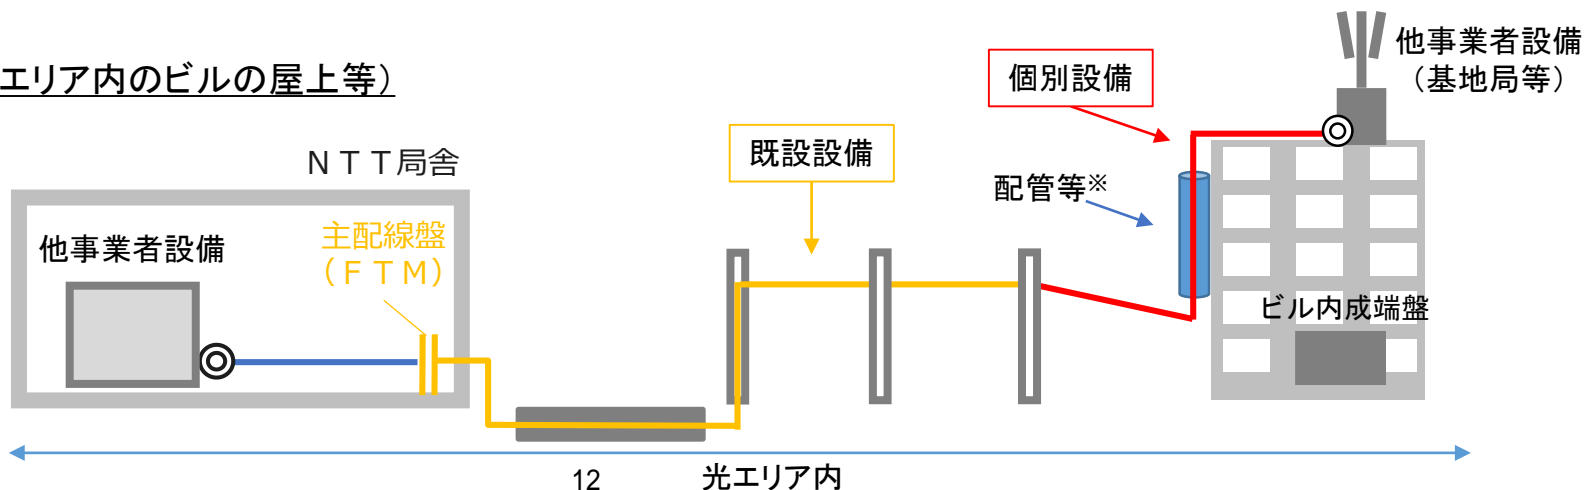 エリア内のビルの屋上等）
他事業者設備
（基地局等）
個別設備
既設設備
ＮＴＴ局舎
配管等※
主配線盤
（ＦＴＭ）
他事業者設備
ビル内成端盤
光エリア内
12